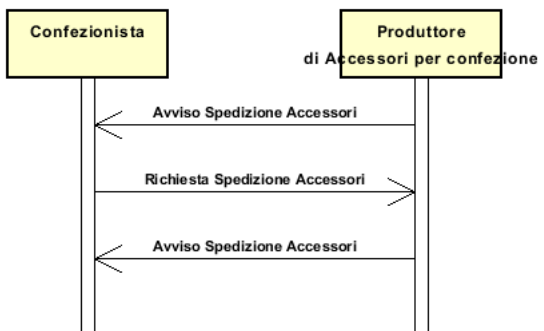 Confezionista
Produttore
di Accessori per confezione
Avviso Spedizione Accessori
Richiesta Spedizione Accessori
Avviso Spedizione Accessori